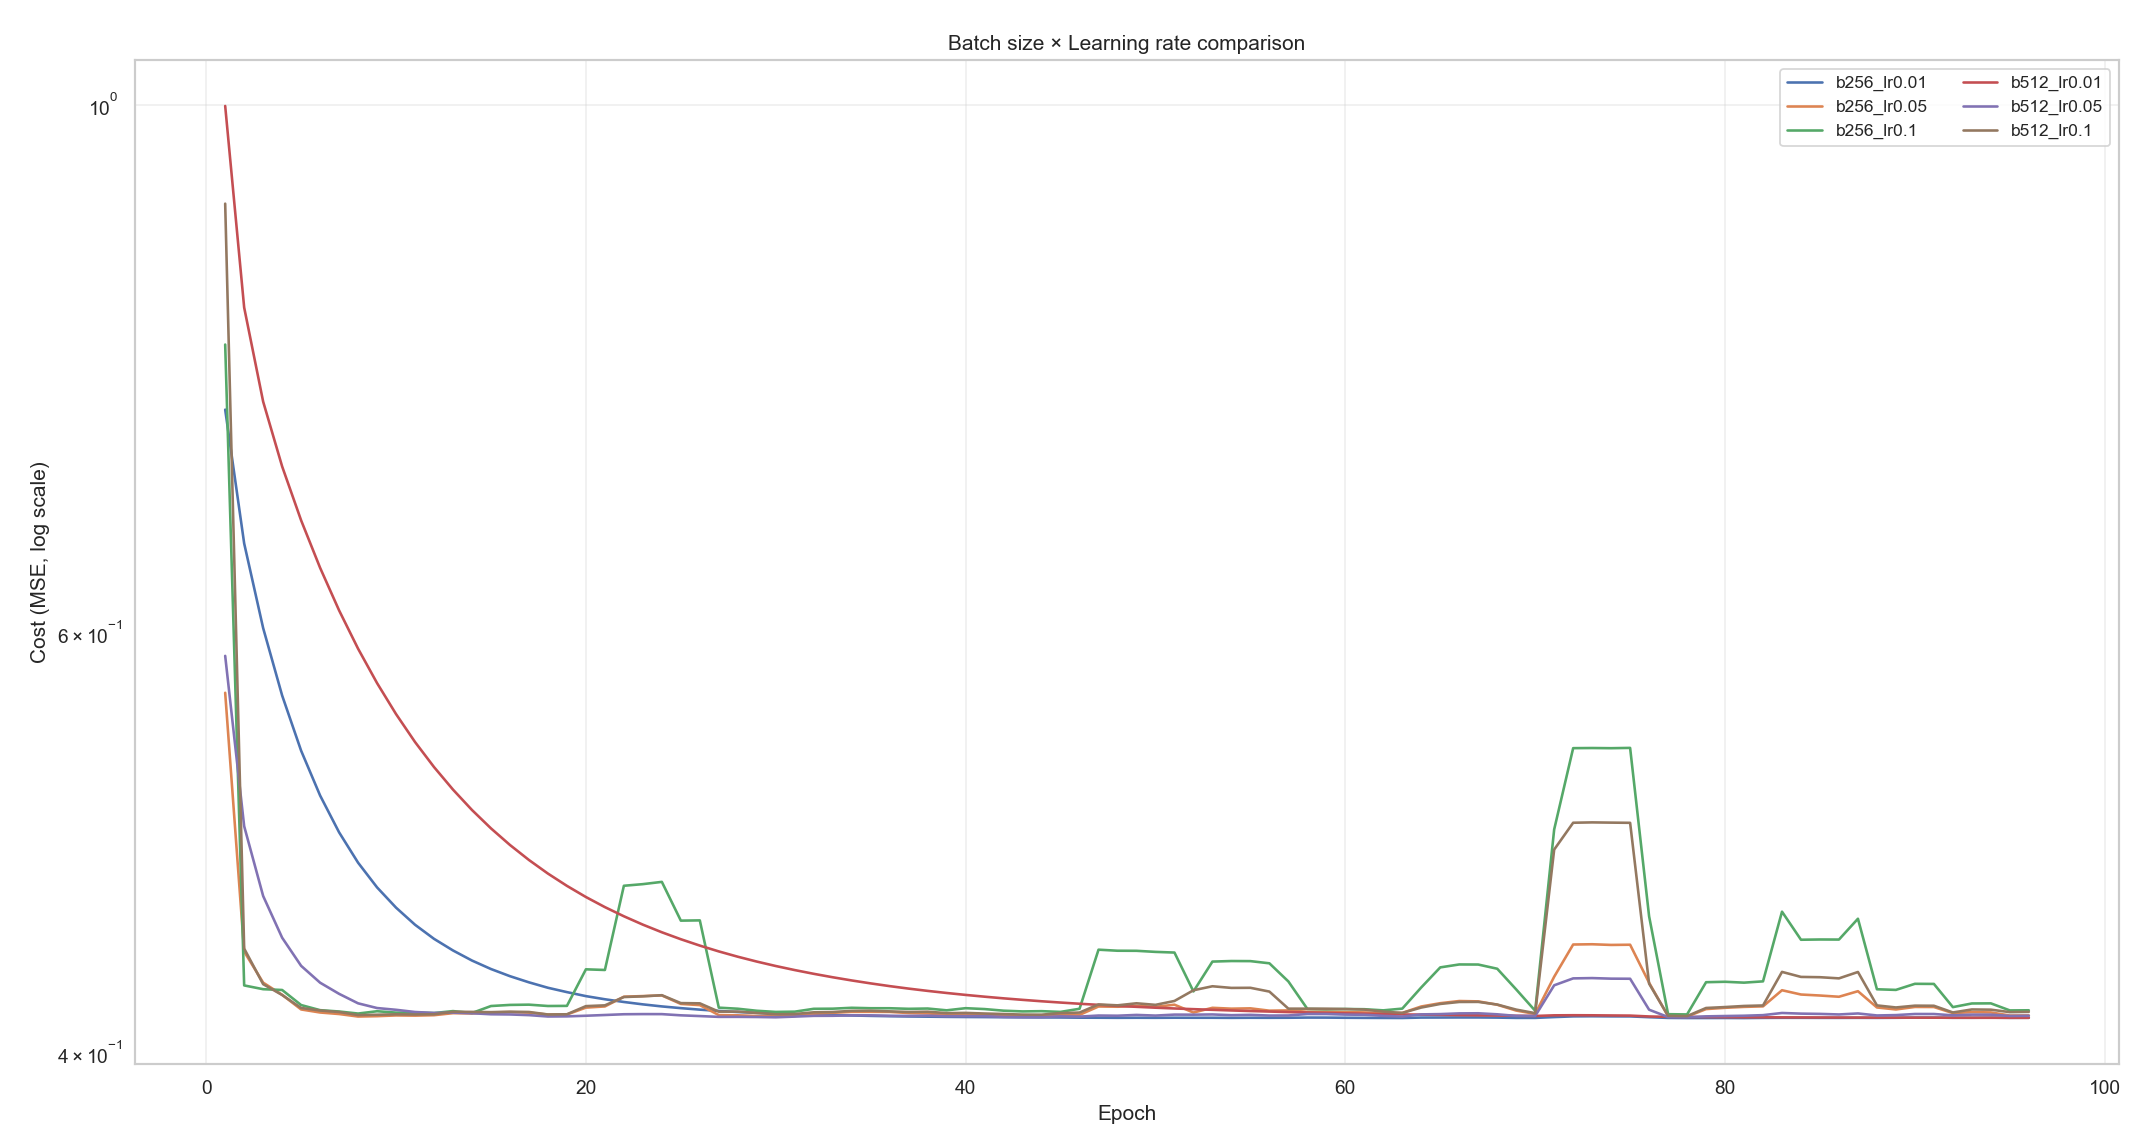 Batch size × Learning rate comparison
b256_lr0.01
b256_lr0.05
b256_lr0.1
b512_lr0.01
b512_lr0.05
b512_lr0.1
10⁰
6 × 10⁻¹
4 × 10⁻¹
Cost (MSE, log scale)
0 20 40 60 80 100
Epoch